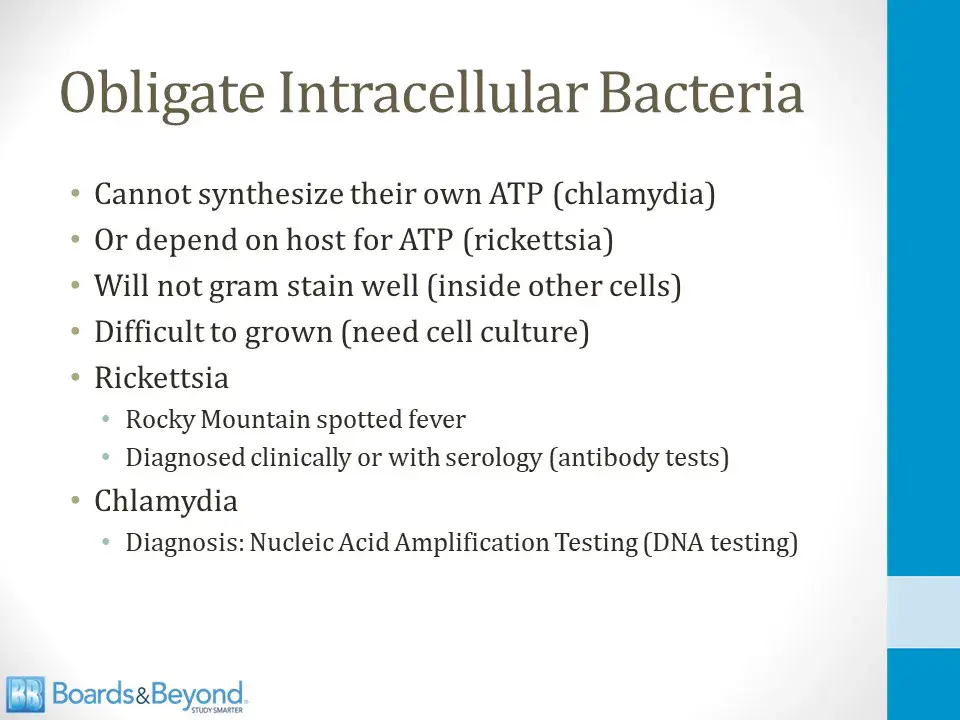 Obligate Intracellular Bacteria
• Cannot synthesize their own ATP (chlamydia)
• Or depend on host for ATP (rickettsia)
• Will not gram stain well (inside other cells)
• Difficult to grown (need cell culture)
• Rickettsia
• Rocky Mountain spotted fever
• Diagnosed clinically or with serology (antibody tests)
• Chlamydia
• Diagnosis: Nucleic Acid Amplification Testing (DNA testing)
BB Boards&Beyond.
STUDY SMARTER